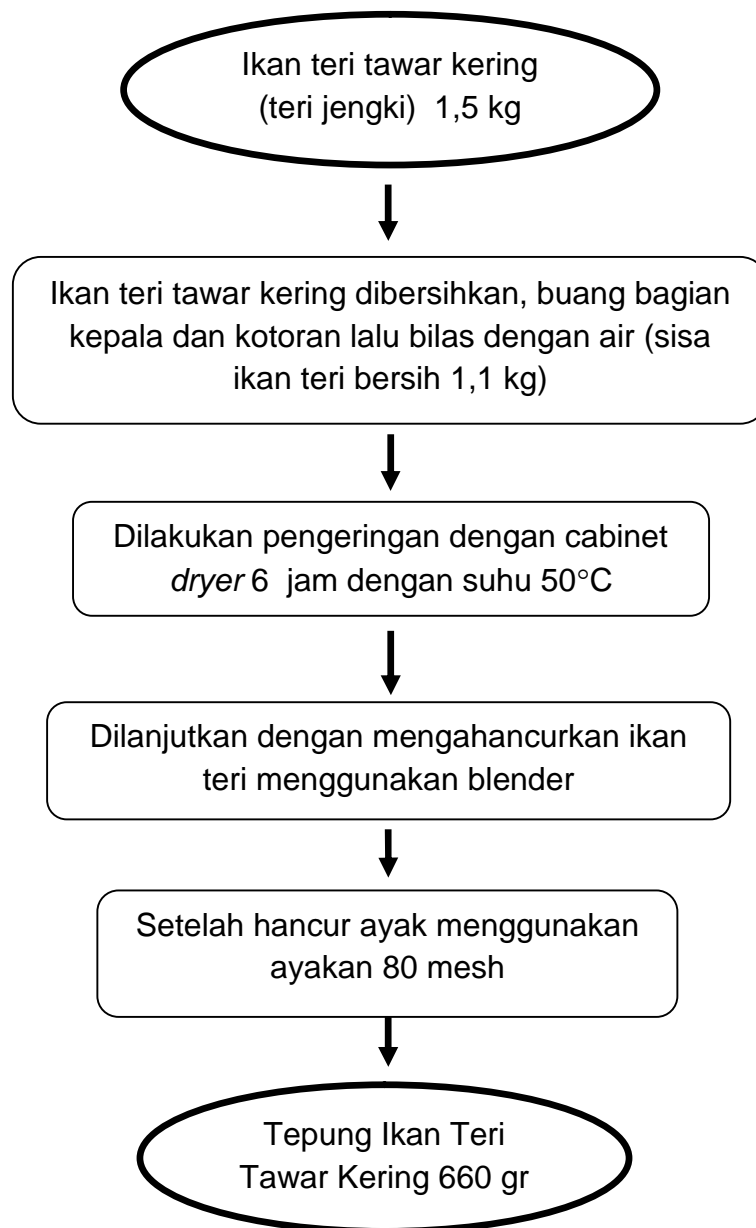 Ikan teri tawar kering
(teri jengki)  1,5 kg
Ikan teri tawar kering dibersihkan, buang bagian
kepala dan kotoran lalu bilas dengan air (sisa
ikan teri bersih 1,1 kg)
Dilakukan pengeringan dengan cabinet
dryer 6  jam dengan suhu 50°C
Dilanjutkan dengan mengahancurkan ikan
teri menggunakan blender
Setelah hancur ayak menggunakan
ayakan 80 mesh
Tepung Ikan Teri
Tawar Kering 660 gr